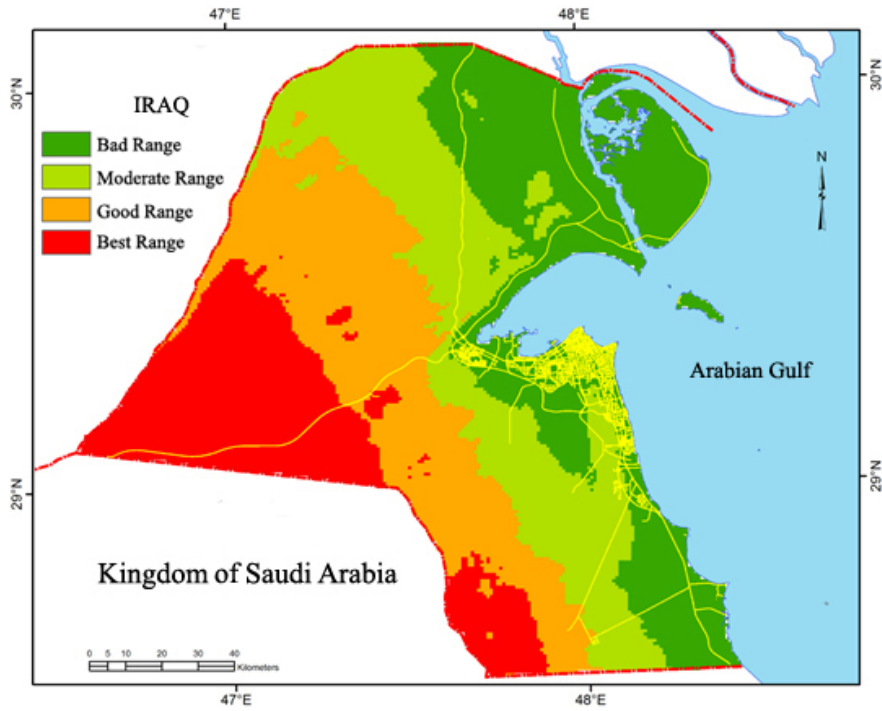 47°E
48°E
30°N
30°N
IRAQ
Bad Range
Moderate Range
Good Range
Best Range
N
Arabian Gulf
29°N
29°N
Kingdom of Saudi Arabia
0 5 10 20 30 40
Kilometers
47°E
48°E